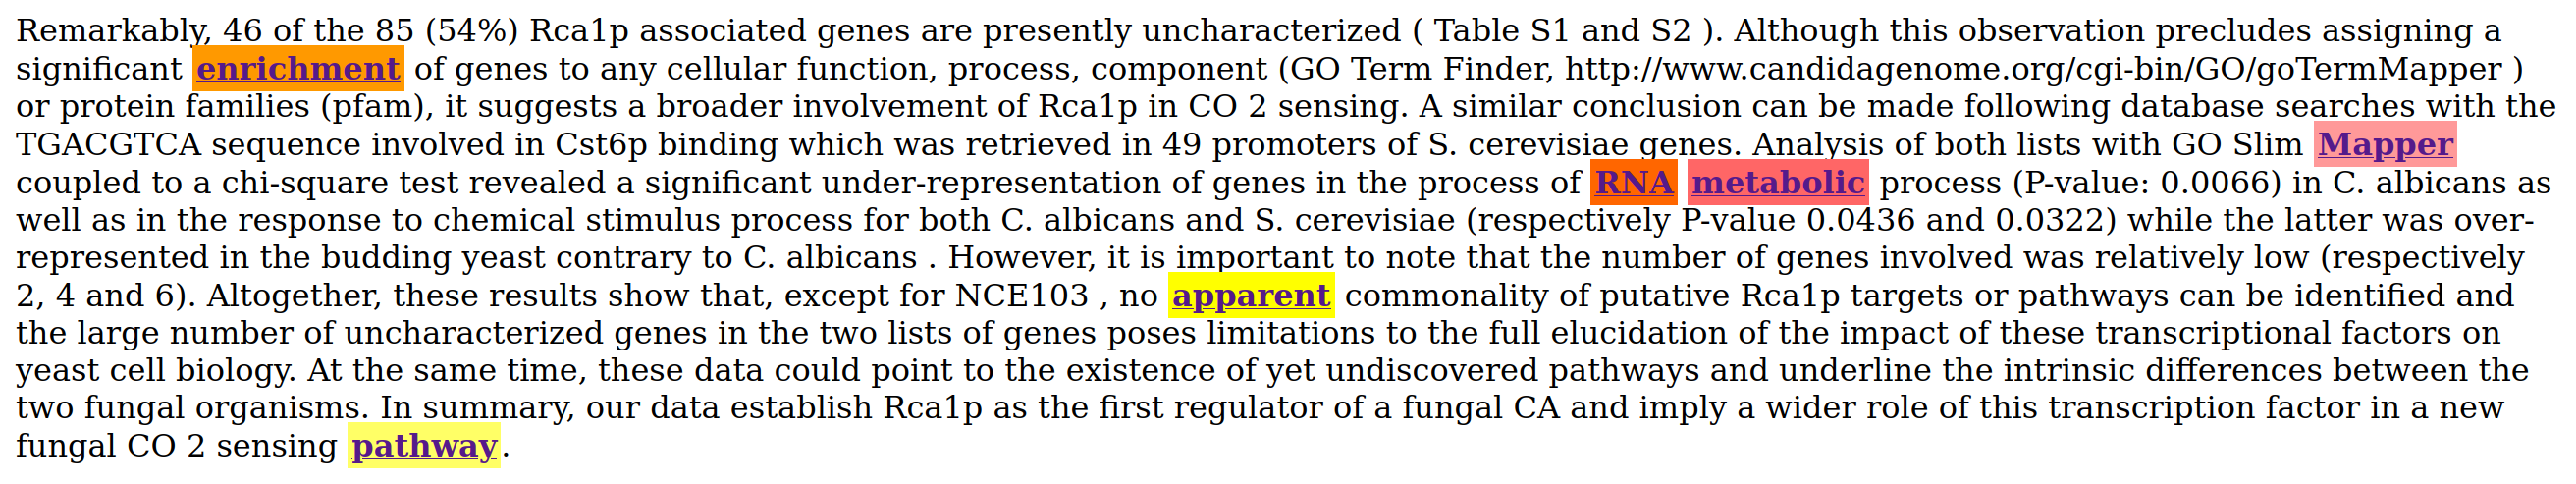 Remarkably, 46 of the 85 (54%) Rca1p associated genes are presently uncharacterized ( Table S1 and S2 ). Although this observation precludes assigning a
significant enrichment of genes to any cellular function, process, component (GO Term Finder, http://www.candidagenome.org/cgi-bin/GO/goTermMapper )
or protein families (pfam), it suggests a broader involvement of Rca1p in CO 2 sensing. A similar conclusion can be made following database searches with the
TGACGTCA sequence involved in Cst6p binding which was retrieved in 49 promoters of S. cerevisiae genes. Analysis of both lists with GO Slim Mapper
coupled to a chi-square test revealed a significant under-representation of genes in the process of RNA metabolic process (P-value: 0.0066) in C. albicans as
well as in the response to chemical stimulus process for both C. albicans and S. cerevisiae (respectively P-value 0.0436 and 0.0322) while the latter was over-
represented in the budding yeast contrary to C. albicans . However, it is important to note that the number of genes involved was relatively low (respectively
2, 4 and 6). Altogether, these results show that, except for NCE103 , no apparent commonality of putative Rca1p targets or pathways can be identified and
the large number of uncharacterized genes in the two lists of genes poses limitations to the full elucidation of the impact of these transcriptional factors on
yeast cell biology. At the same time, these data could point to the existence of yet undiscovered pathways and underline the intrinsic differences between the
two fungal organisms. In summary, our data establish Rca1p as the first regulator of a fungal CA and imply a wider role of this transcription factor in a new
fungal CO 2 sensing pathway.